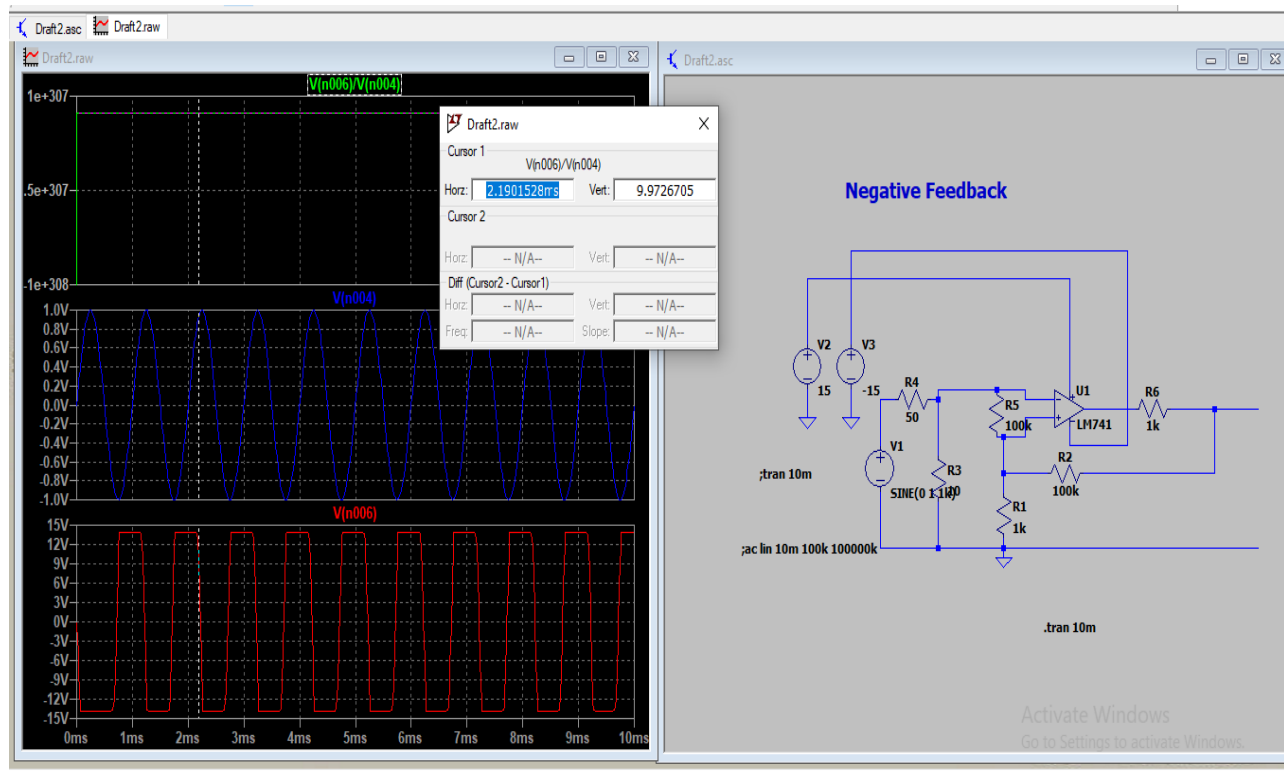 Draft2.asc Draft2.raw
Draft2.raw
V(n006)/V(n004)
1e+307
.5e+307
-1e+308
V(n004)
1.0V
0.8V
0.6V
0.4V
0.2V
0.0V
-0.2V
-0.4V
-0.6V
-0.8V
-1.0V
V(n006)
15V
12V
9V
6V
3V
0V
-3V
-6V
-9V
-12V
-15V
0ms 1ms 2ms 3ms 4ms 5ms 6ms 7ms 8ms 9ms 10ms
Draft2.raw
Cursor 1
V(n006)/V(n004)
Horz: 2.1901528ms Vert: 9.9726705
Cursor 2
Horz: -- N/A-- Vert: -- N/A--
Diff (Cursor2 - Cursor1)
Horz: -- N/A-- Vert: -- N/A--
Freq: -- N/A-- Slope: -- N/A--
Draft2.asc
Negative Feedback
V2
15
V3
-15
R4
50
V1
SINE(0 1 1k)
R3
10
R5
100k
U1
LM741
R6
1k
R2
100k
R1
1k
;tran 10m
;ac lin 10m 100k 100000k
.tran 10m
Activate Windows
Go to Settings to activate Windows.